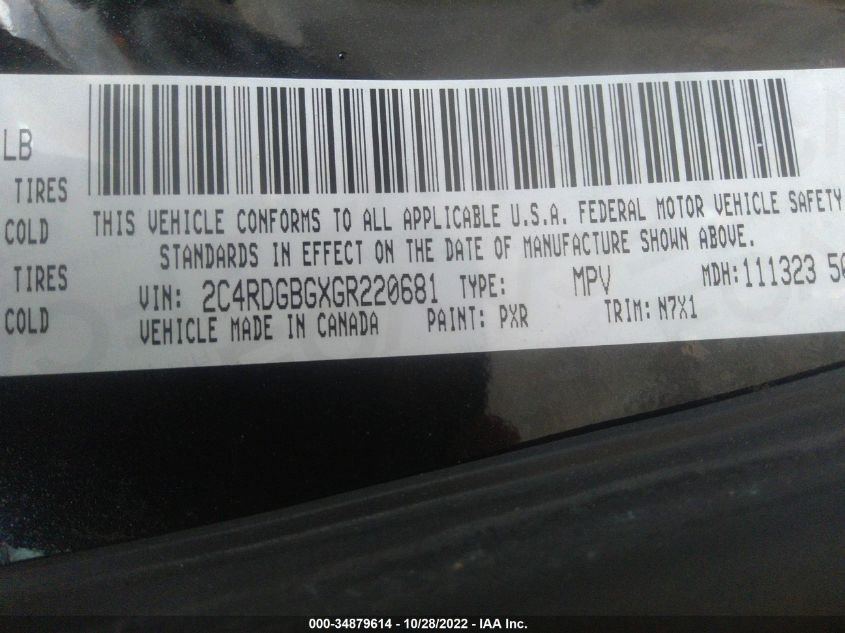 LB
TIRES
COLD
TIRES
COLD
THIS VEHICLE CONFORMS TO ALL APPLICABLE U.S.A. FEDERAL MOTOR VEHICLE SAFETY
STANDARDS IN EFFECT ON THE DATE OF MANUFACTURE SHOWN ABOVE.
VIN: 2C4RDGBGXGR220681 TYPE: MPV MDH:111323
VEHICLE MADE IN CANADA PAINT: PXR TRIM: N7X1
000-34879614 - 10/28/2022 - IAA Inc.